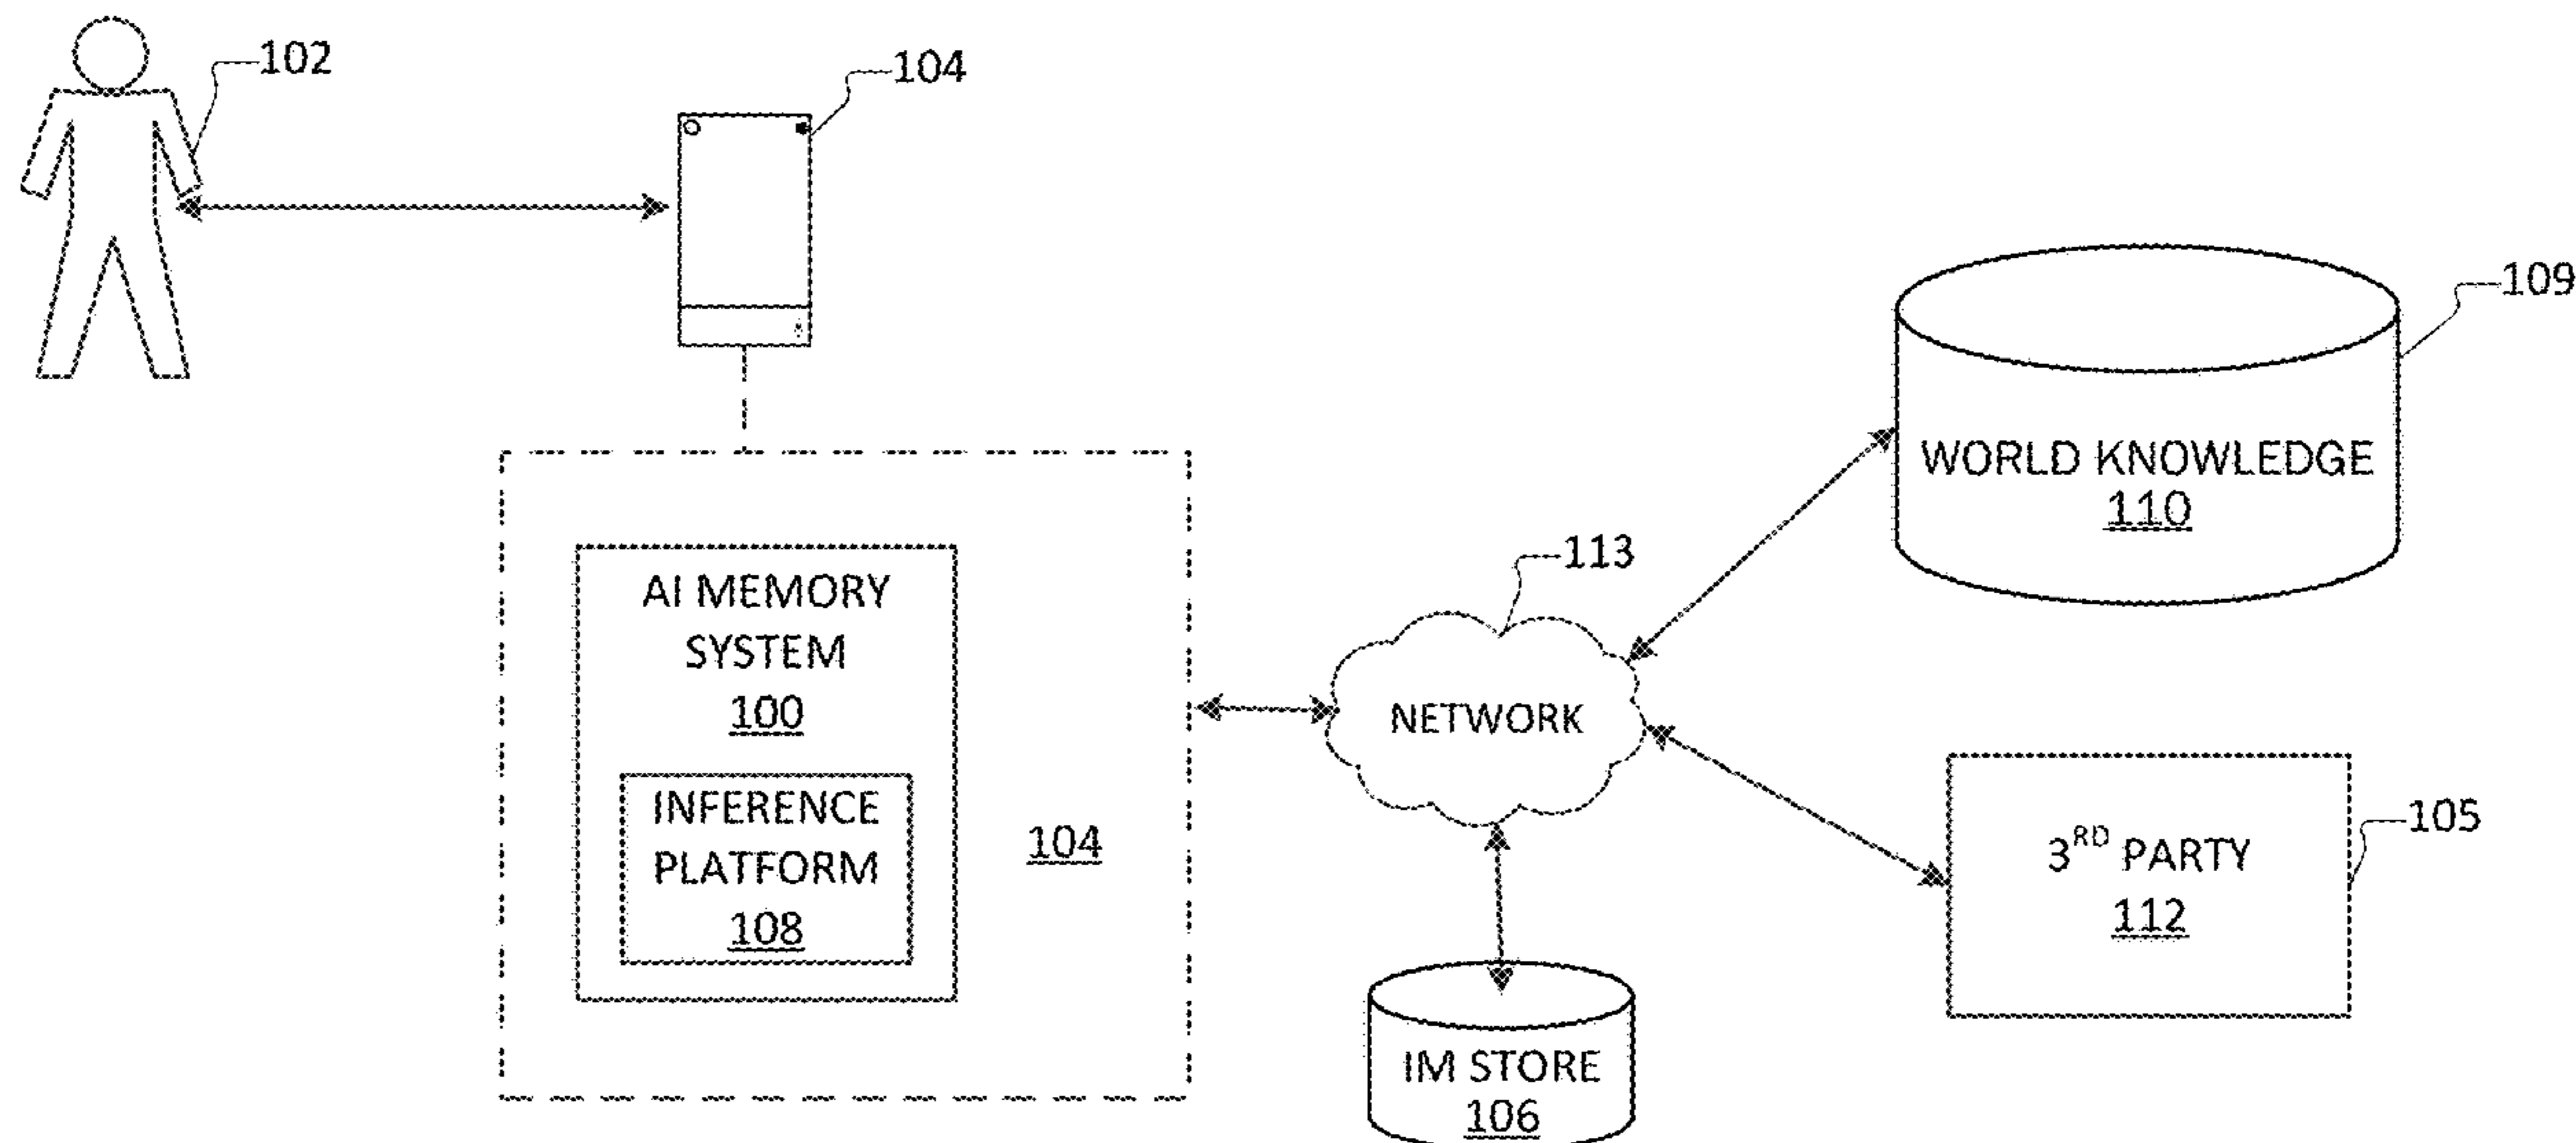 102
104
109
WORLD KNOWLEDGE
110
AI MEMORY
SYSTEM
100
INFERENCE
PLATFORM
108
104
113
NETWORK
3RD PARTY
112
105
IM STORE
106